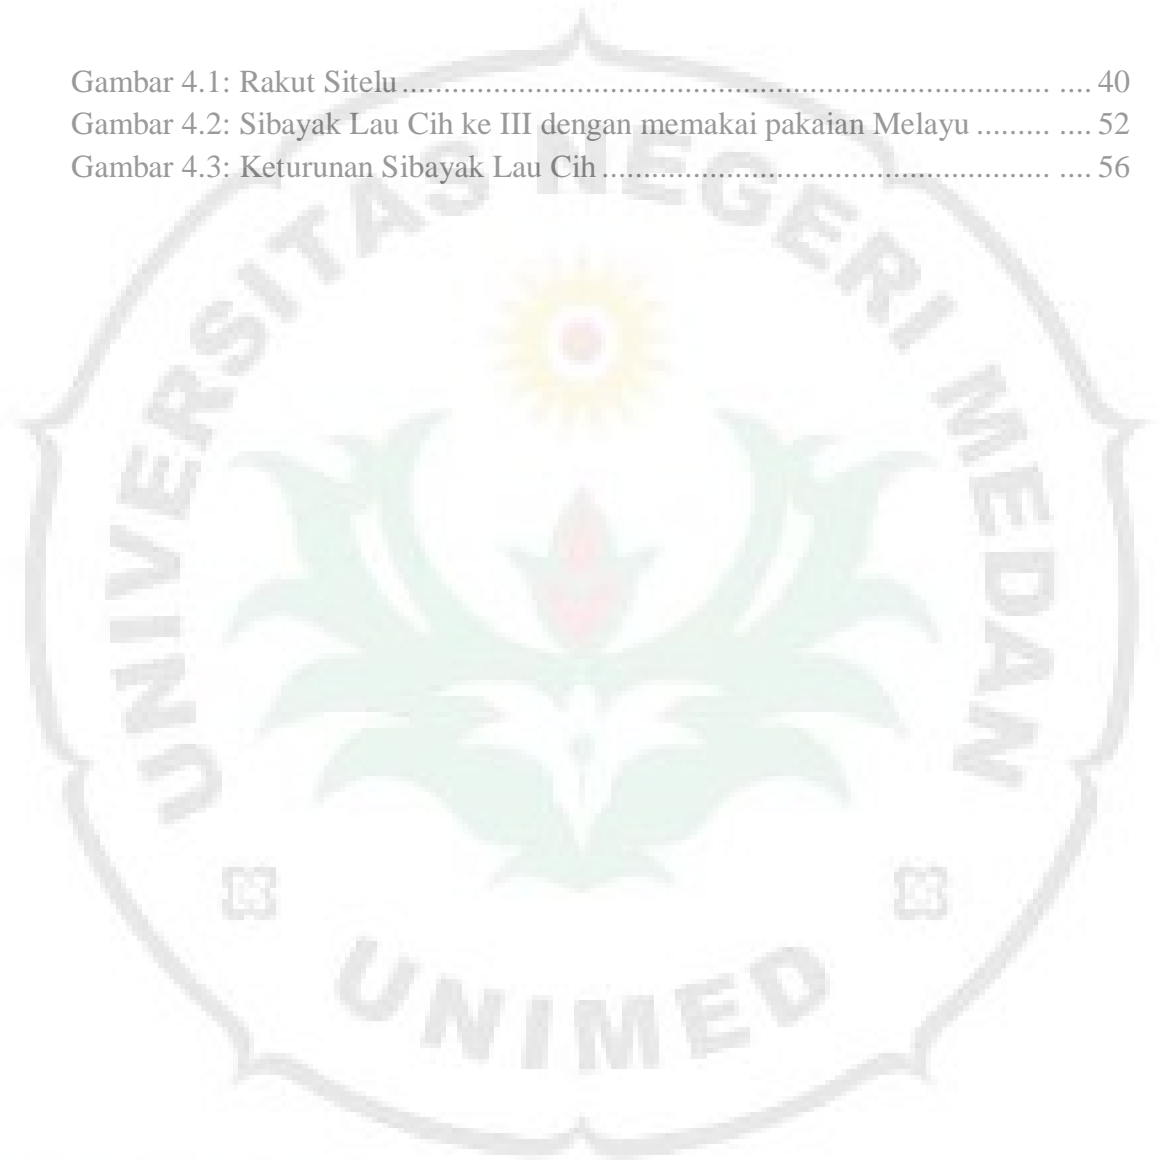 Gambar 4.1: Rakut Sitelu.......................................................................... .... 40
Gambar 4.2: Sibayak Lau Cih ke III dengan memakai pakaian Melayu ......... .... 52
Gambar 4.3: Keturunan Sibayak Lau Cih ................................................... .... 56
UNIVERSITAS NEGERI MEDAN
UNIMED